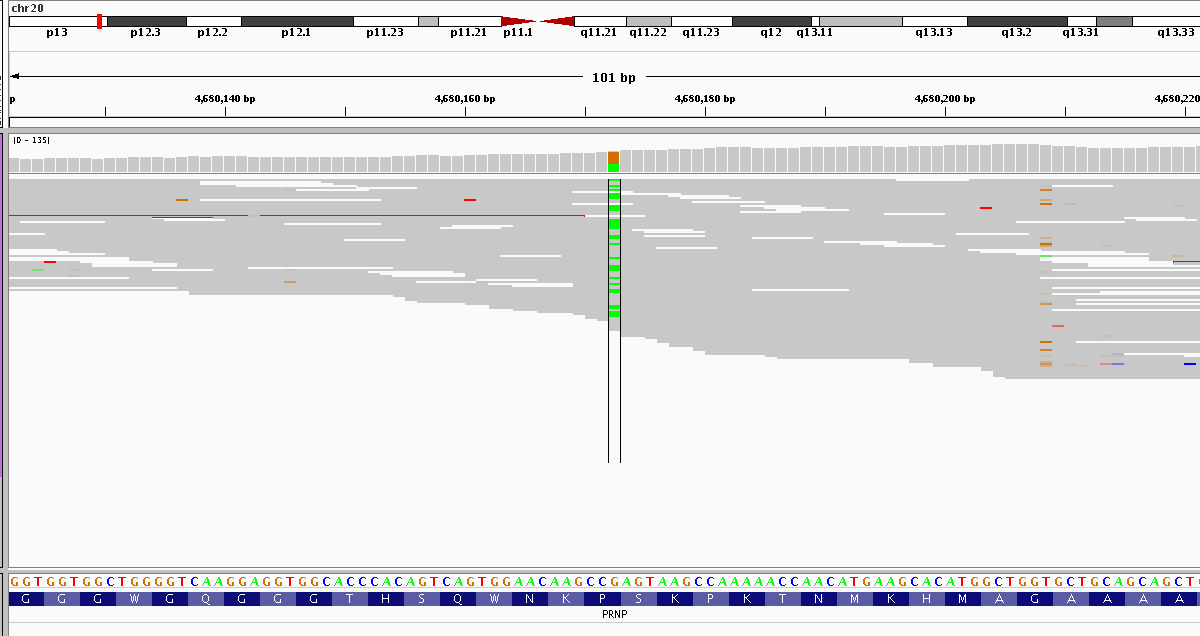 chr20
p13 p12.3 p12.2 p12.1 p11.23 p11.21 p11.1 q11.21 q11.22 q11.23 q12 q13.11 q13.13 q13.2 q13.31 q13.33
101 bp
p 4,680,140 bp 4,680,160 bp 4,680,180 bp 4,680,200 bp 4,680,220
[0 - 135]
GGTGGTGGCTGGGGTCAAGGAGGTGGCACCCACAGTCAGTGGAACAAGCCGAGTAAGCCAAAAACCAACATGAAGCACATGGCTGGTGCTGCAGCAGCT
G G G W G Q G G G T H S Q W N K P S K P K T N M K H M A G A A A A
PRNP